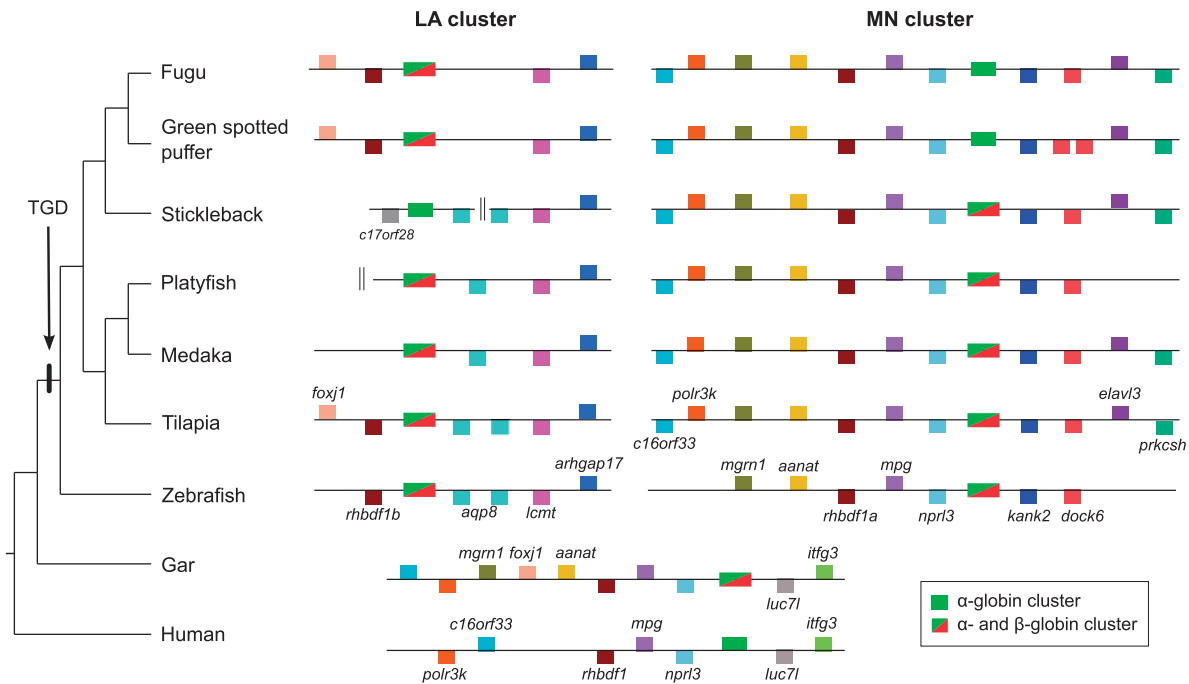 LA cluster
MN cluster
Fugu
Green spotted
puffer
TGD
Stickleback
c17orf28
Platyfish
Medaka
foxj1
polr3k
elavl3
Tilapia
c16orf33
prkcsh
arhgap17
mgrn1
aanat
mpg
Zebrafish
rhbdf1b
aqp8
lcmt
rhbdf1a
nprl3
kank2
dock6
mgrn1
foxj1
aanat
itfg3
Gar
luc7l
α-globin cluster
α- and β-globin cluster
c16orf33
mpg
itfg3
Human
polr3k
rhbdf1
nprl3
luc7l